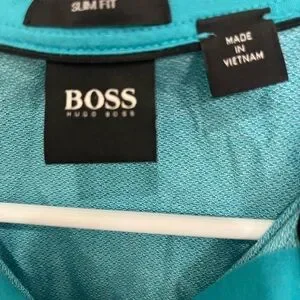 SLIM FIT
MADE IN
VIETNAM
BOSS
HUGO BOSS